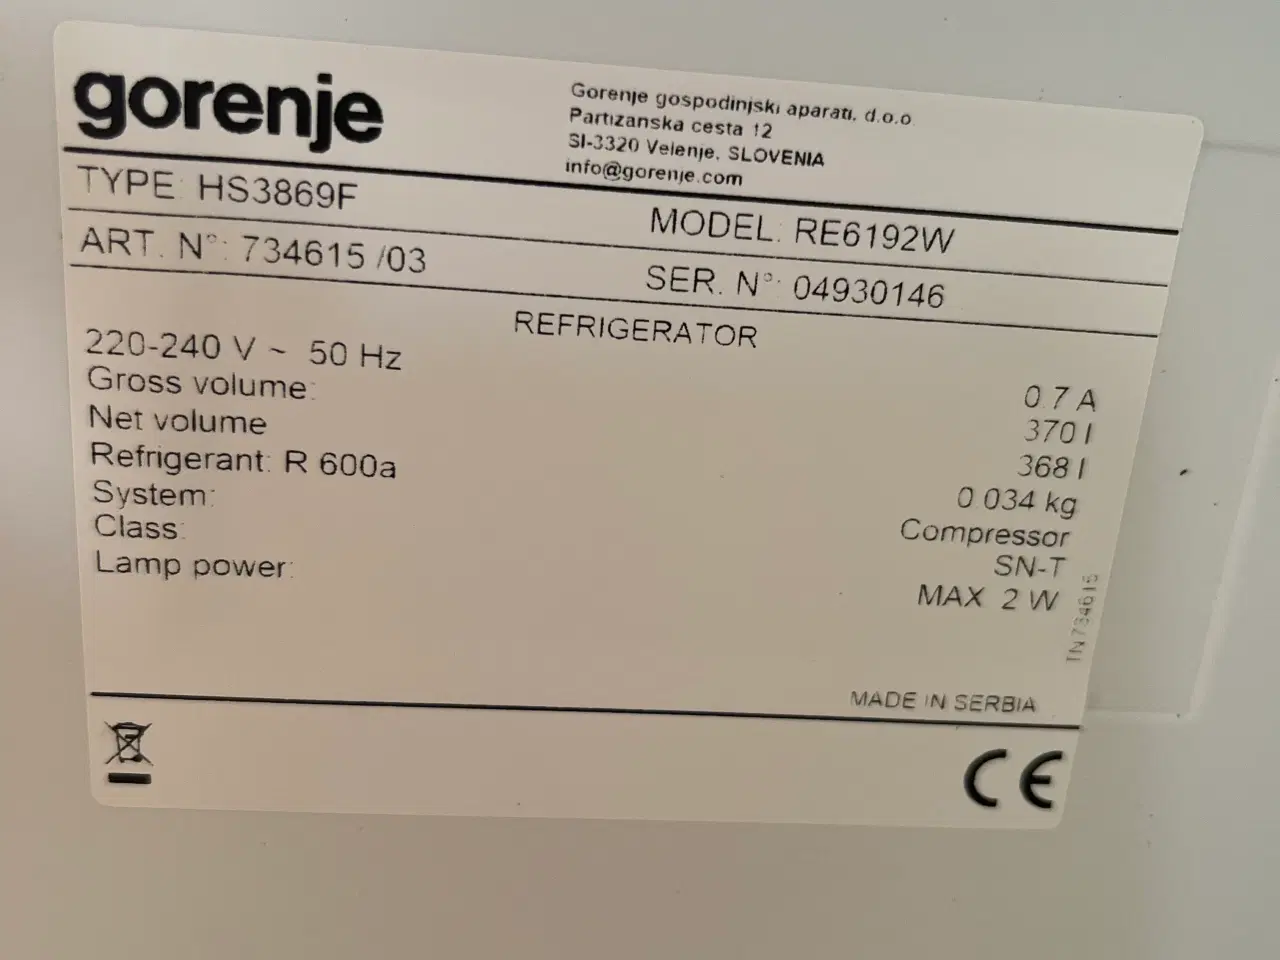 gorenje
Gorenje gospodinjski aparati, d.o.o.
Partizanska cesta 12
SI-3320 Velenje, SLOVENIA
info@gorenje.com
TYPE: HS3869F MODEL: RE6192W
ART. N°: 734615 /03 SER. N°: 04930146
REFRIGERATOR
220-240 V ~ 50 Hz 0.7 A
Gross volume: 370 l
Net volume 368 l
Refrigerant: R 600a 0.034 kg
System: Compressor
Class: SN-T
Lamp power: MAX 2 W
TN734615
MADE IN SERBIA
CE